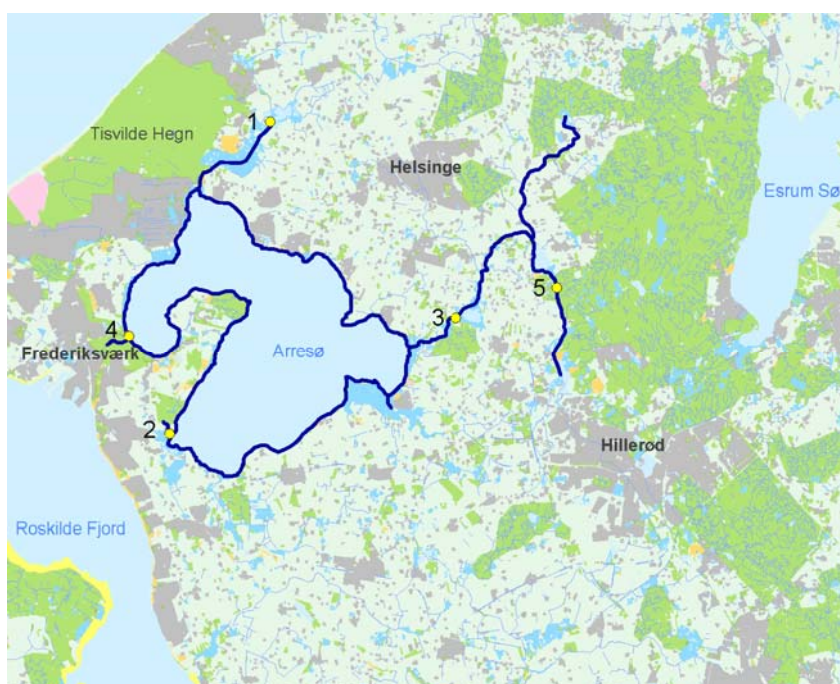 1
Tisvilde Hegn
Helsinge
Esrum Sø
5
3
4
Frederiksværk
Arresø
2
Hillerød
Roskilde Fjord